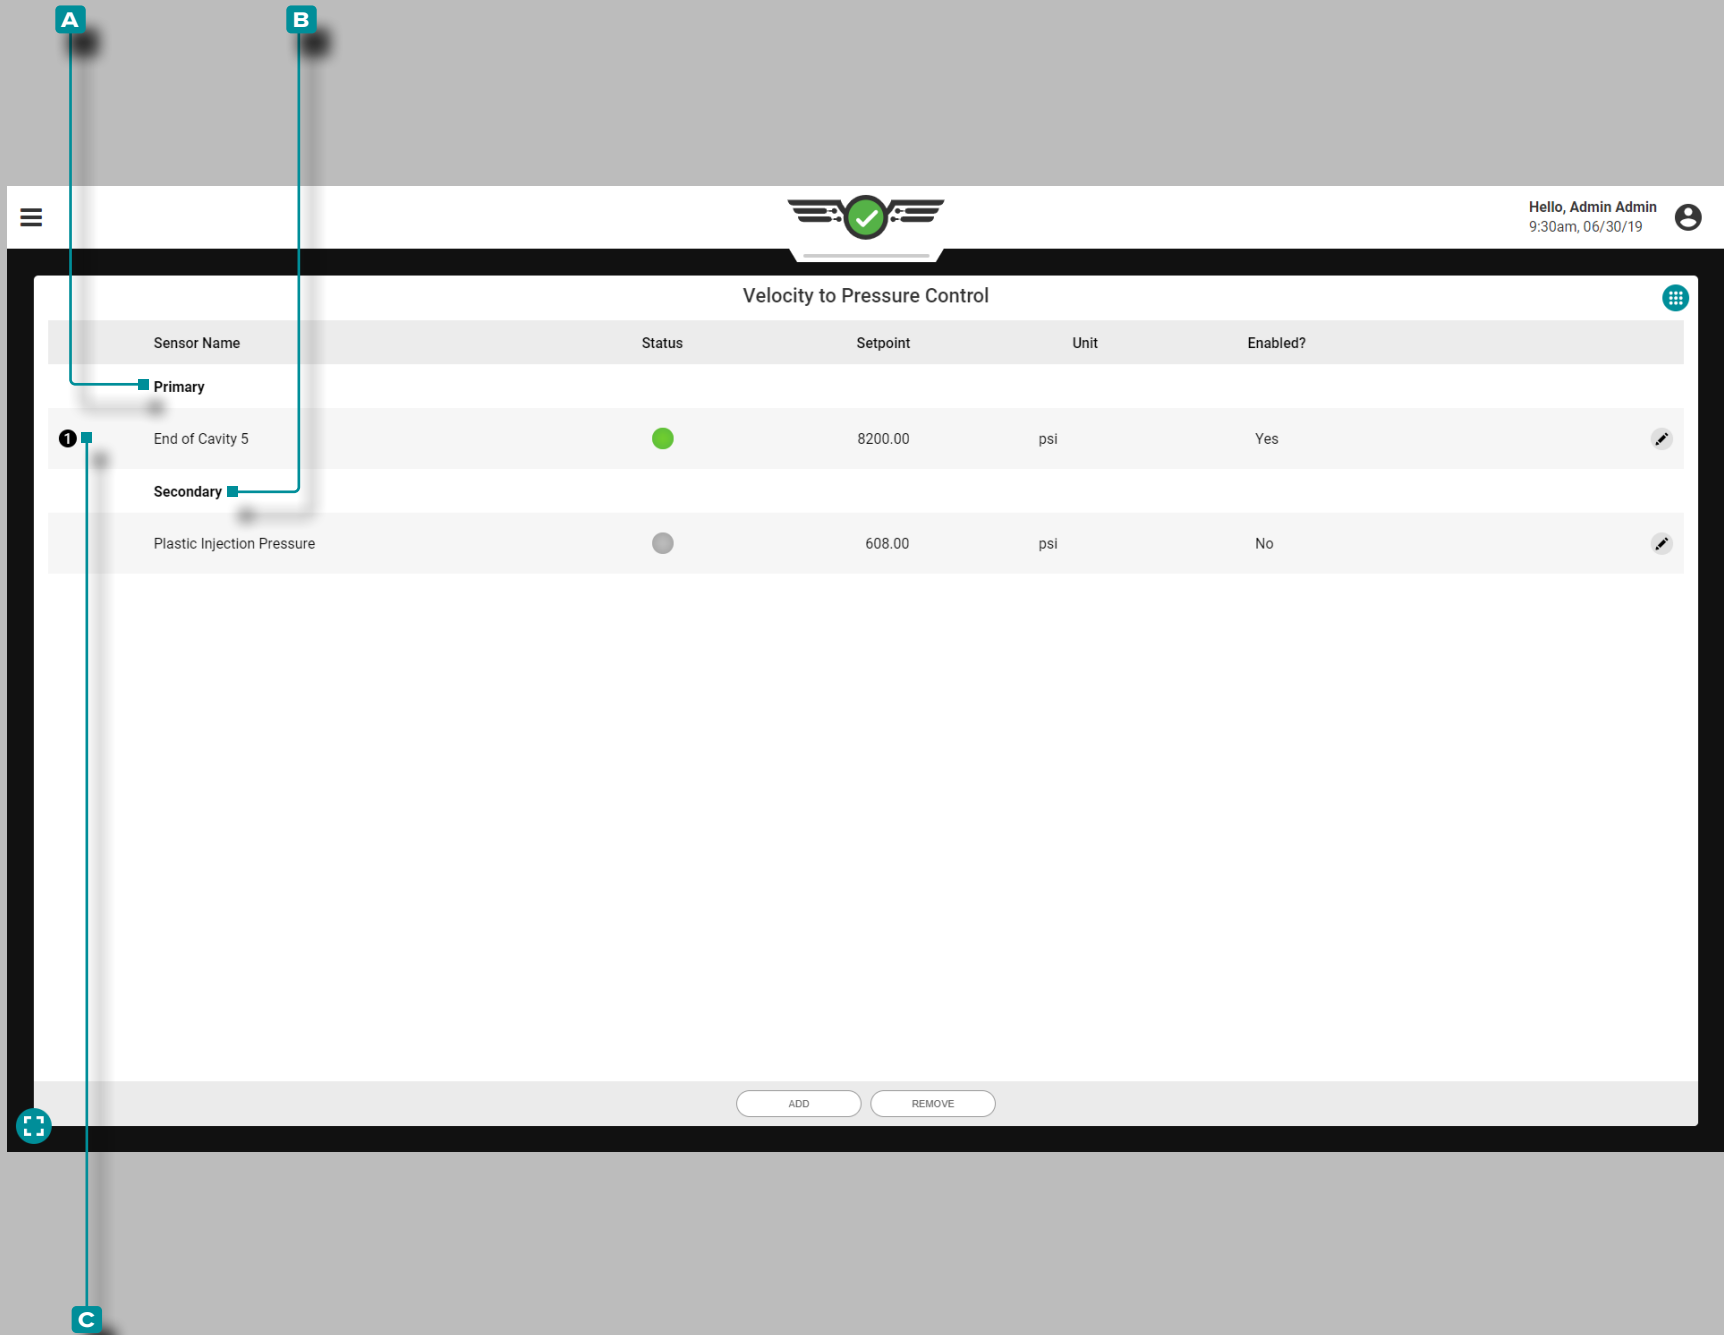 A B
Hello, Admin Admin
9:30am, 06/30/19
Velocity to Pressure Control
Sensor Name Status Setpoint Unit Enabled?
Primary
1 End of Cavity 5 8200.00 psi Yes
Secondary
Plastic Injection Pressure 608.00 psi No
ADD REMOVE
C